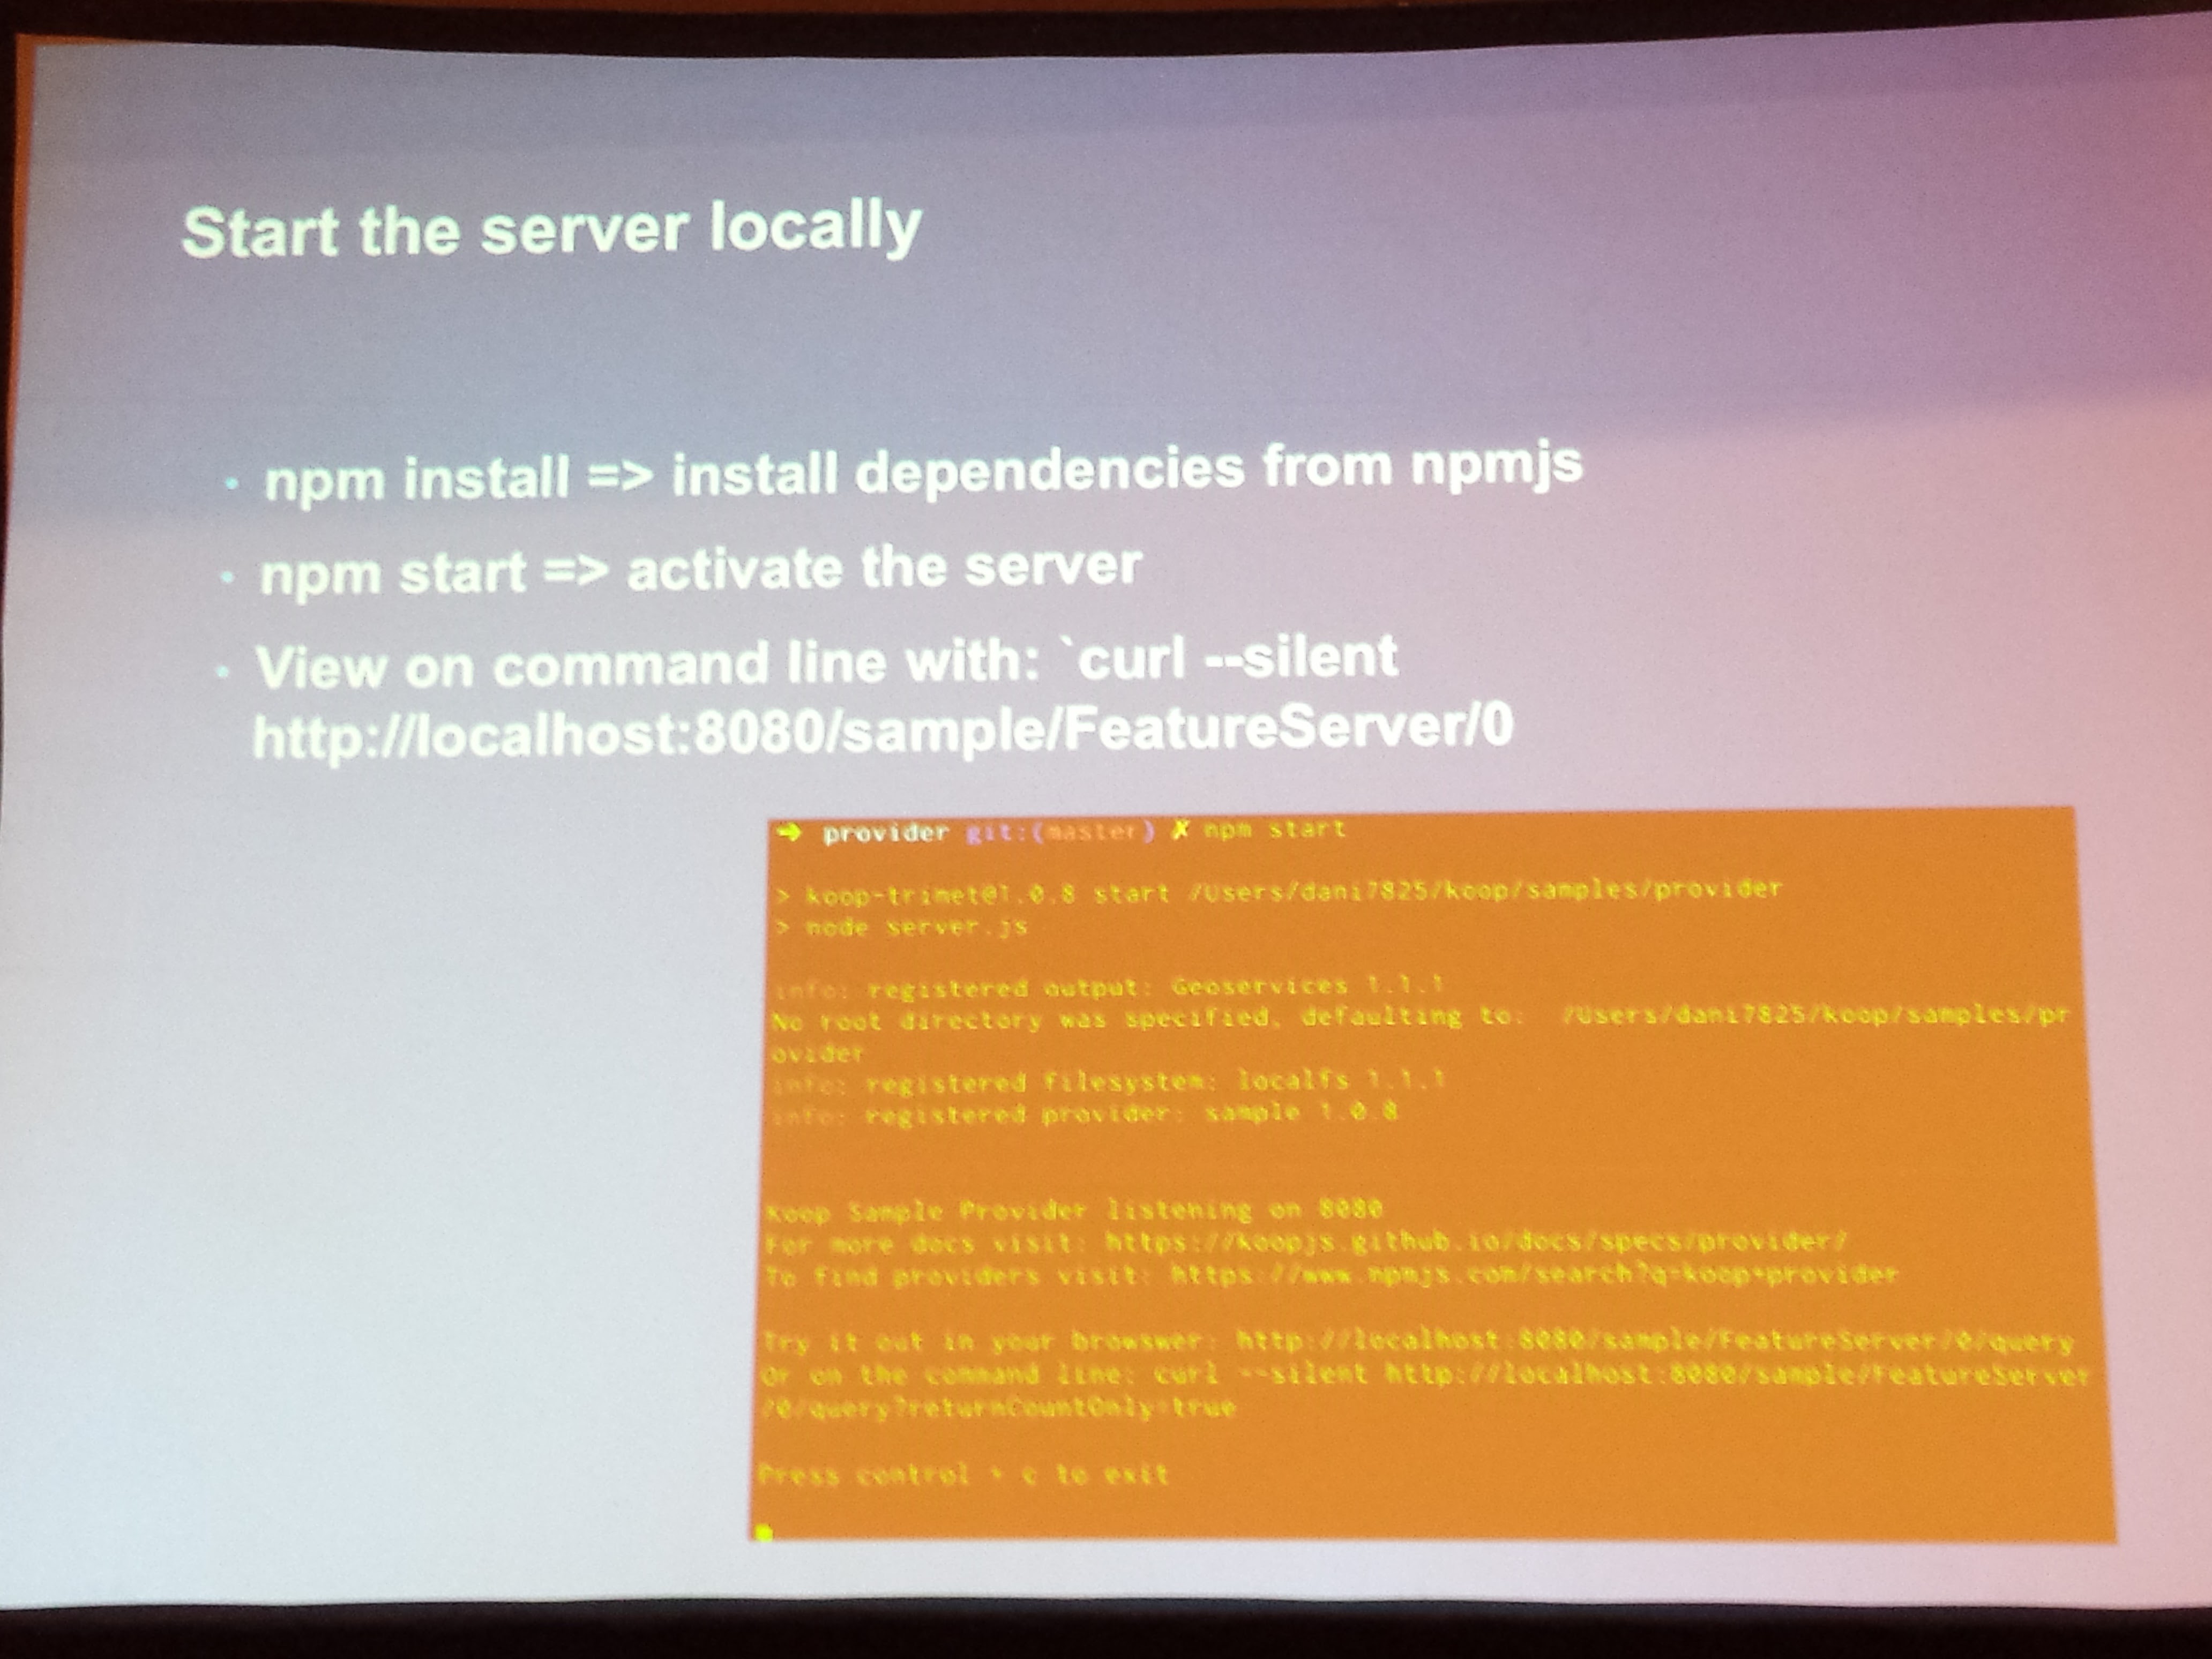 Start the server locally
• npm install => install dependencies from npmjs
• npm start => activate the server
• View on command line with: `curl --silent
http://localhost:8080/sample/FeatureServer/0
➜ provider git:(master) ✗ npm start
> koop-trimet@1.0.8 start /Users/dani7825/koop/samples/provider
> node server.js
info: registered output: Geoservices 1.1.1
No root directory was specified, defaulting to: /Users/dani7825/koop/samples/pr
ovider
info: registered filesystem: localfs 1.1.1
info: registered provider: sample 1.0.8
Koop Sample Provider listening on 8080
For more docs visit: https://koopjs.github.io/docs/specs/provider/
To find providers visit: https://www.npmjs.com/search?q=koop+provider
Try it out in your browswer: http://localhost:8080/sample/FeatureServer/0/query
Or on the command line: curl --silent http://localhost:8080/sample/FeatureServer
/0/query?returnCountOnly=true
Press control + c to exit